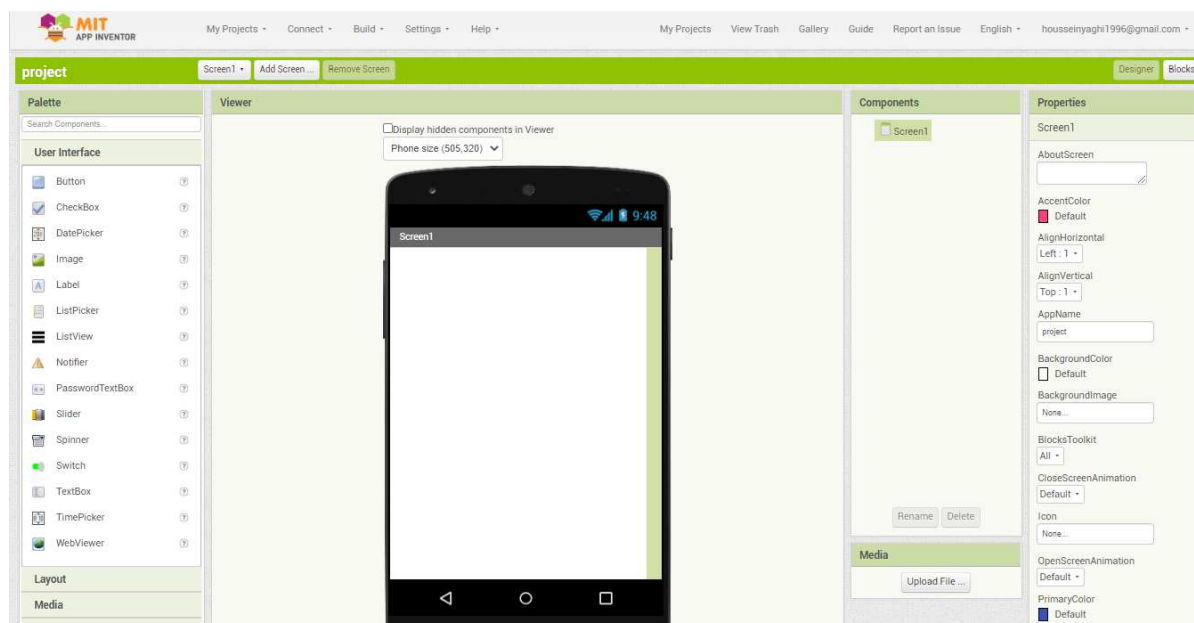 MIT
APP INVENTOR
My Projects Connect Build Settings Help My Projects View Trash Gallery Guide Report an Issue English housseinyaghi1996@gmail.com
project Screen1 Add Screen ... Remove Screen Designer Blocks
Palette
Search Components...
User Interface
Button
CheckBox
DatePicker
Image
Label
ListPicker
ListView
Notifier
PasswordTextBox
Slider
Spinner
Switch
TextBox
TimePicker
WebViewer
Layout
Media
Viewer
Display hidden components in Viewer
Phone size (505,320)
9:48
Screen1
Components
Screen1
Rename Delete
Media
Upload File ...
Properties
Screen1
AboutScreen
AccentColor
Default
AlignHorizontal
Left : 1
AlignVertical
Top : 1
AppName
project
BackgroundColor
Default
BackgroundImage
None...
BlocksToolkit
All
CloseScreenAnimation
Default
Icon
None...
OpenScreenAnimation
Default
PrimaryColor
Default